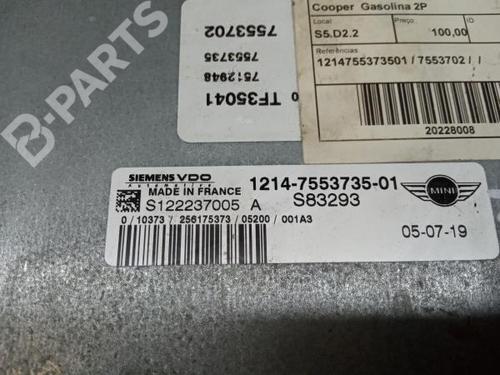 7553702
7553735
7512948
TF35041
0
Cooper Gasolina 2P
Local
Preço
S5.D2.2
100,00
Referências
1214755373501 / 7553702 / /
20228008
SIEMENS VDO
MADE IN FRANCE
1214-7553735-01
MINI
S122237005 A
S83293
0 / 10373 / 256175373 / 05200 / 001A3
05-07-19
B-PARTS